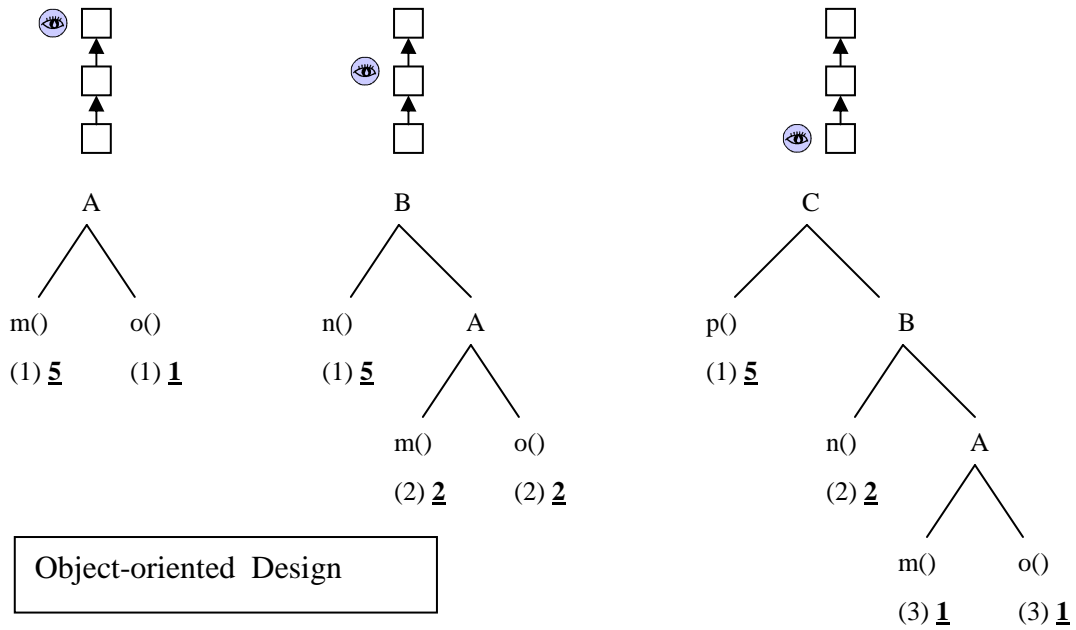 A B C
m() o() n() A p() B
(1) 5 (1) 1 (1) 5 (1) 5
m() o() n() A
(2) 2 (2) 2 (2) 2
Object-oriented Design
m() o()
(3) 1 (3) 1